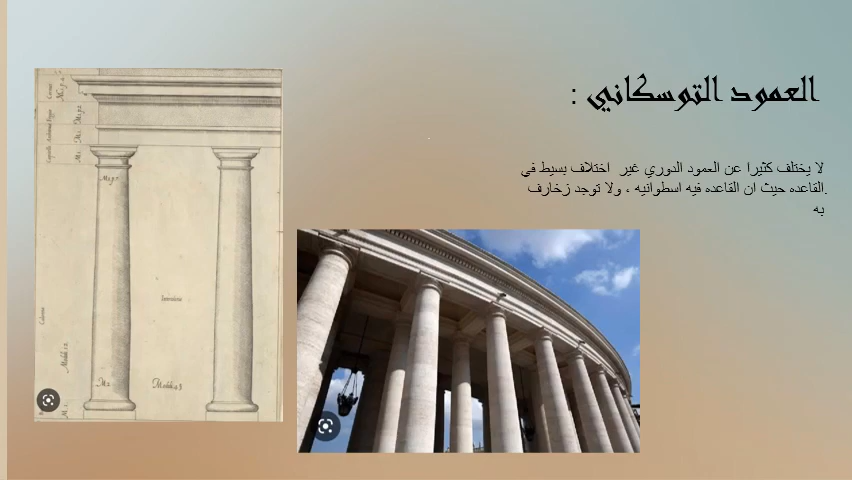 العمود التوسكاني :
لا يختلف كثيرا عن العمود الدوري غير اختلاف بسيط في
القاعده حيث ان القاعده فيه اسطوانيه ، ولا توجد زخارف.
به